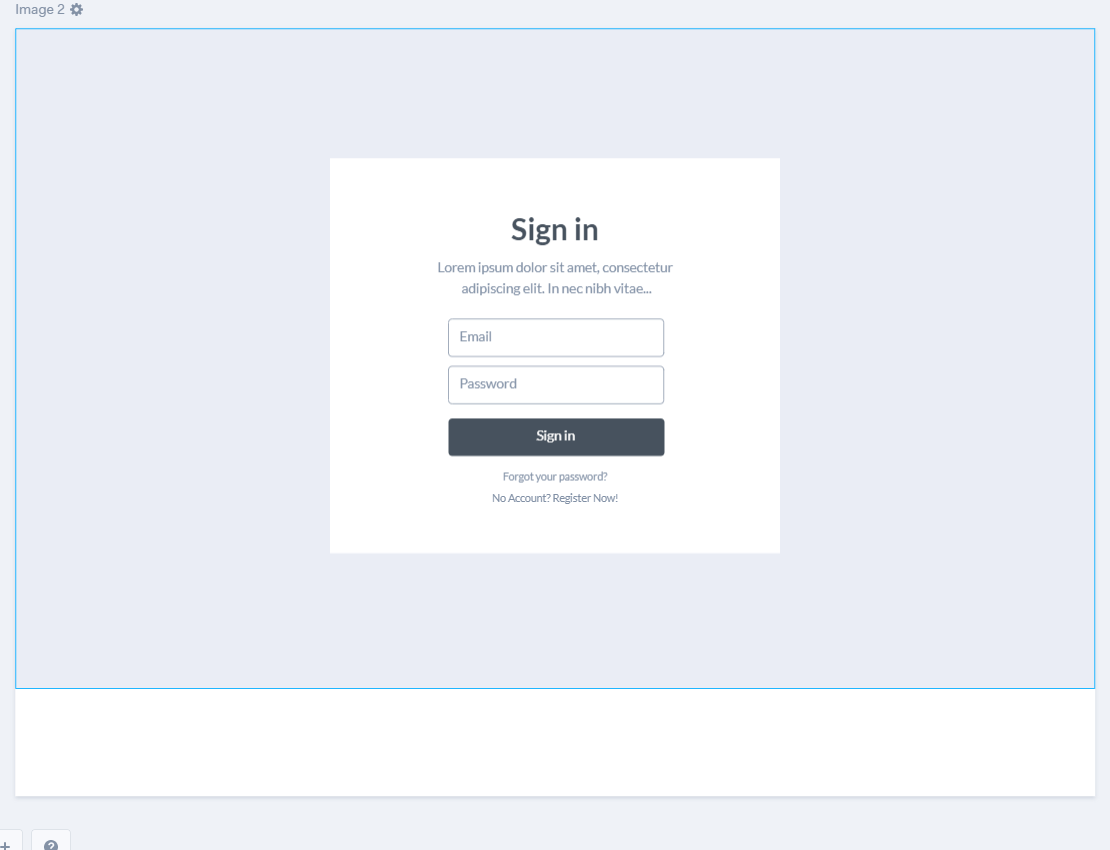 Image 2
Sign in
Lorem ipsum dolor sit amet, consectetur
adipiscing elit. In nec nibh vitae...
Email
Password
Sign in
Forgot your password?
No Account? Register Now!